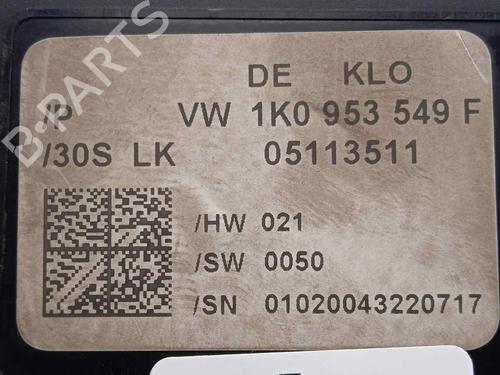 B-PARTS
DE KLO
/P VW 1K0 953 549 F
/30S LK 05113511
/HW 021
/SW 0050
/SN 01020043220717